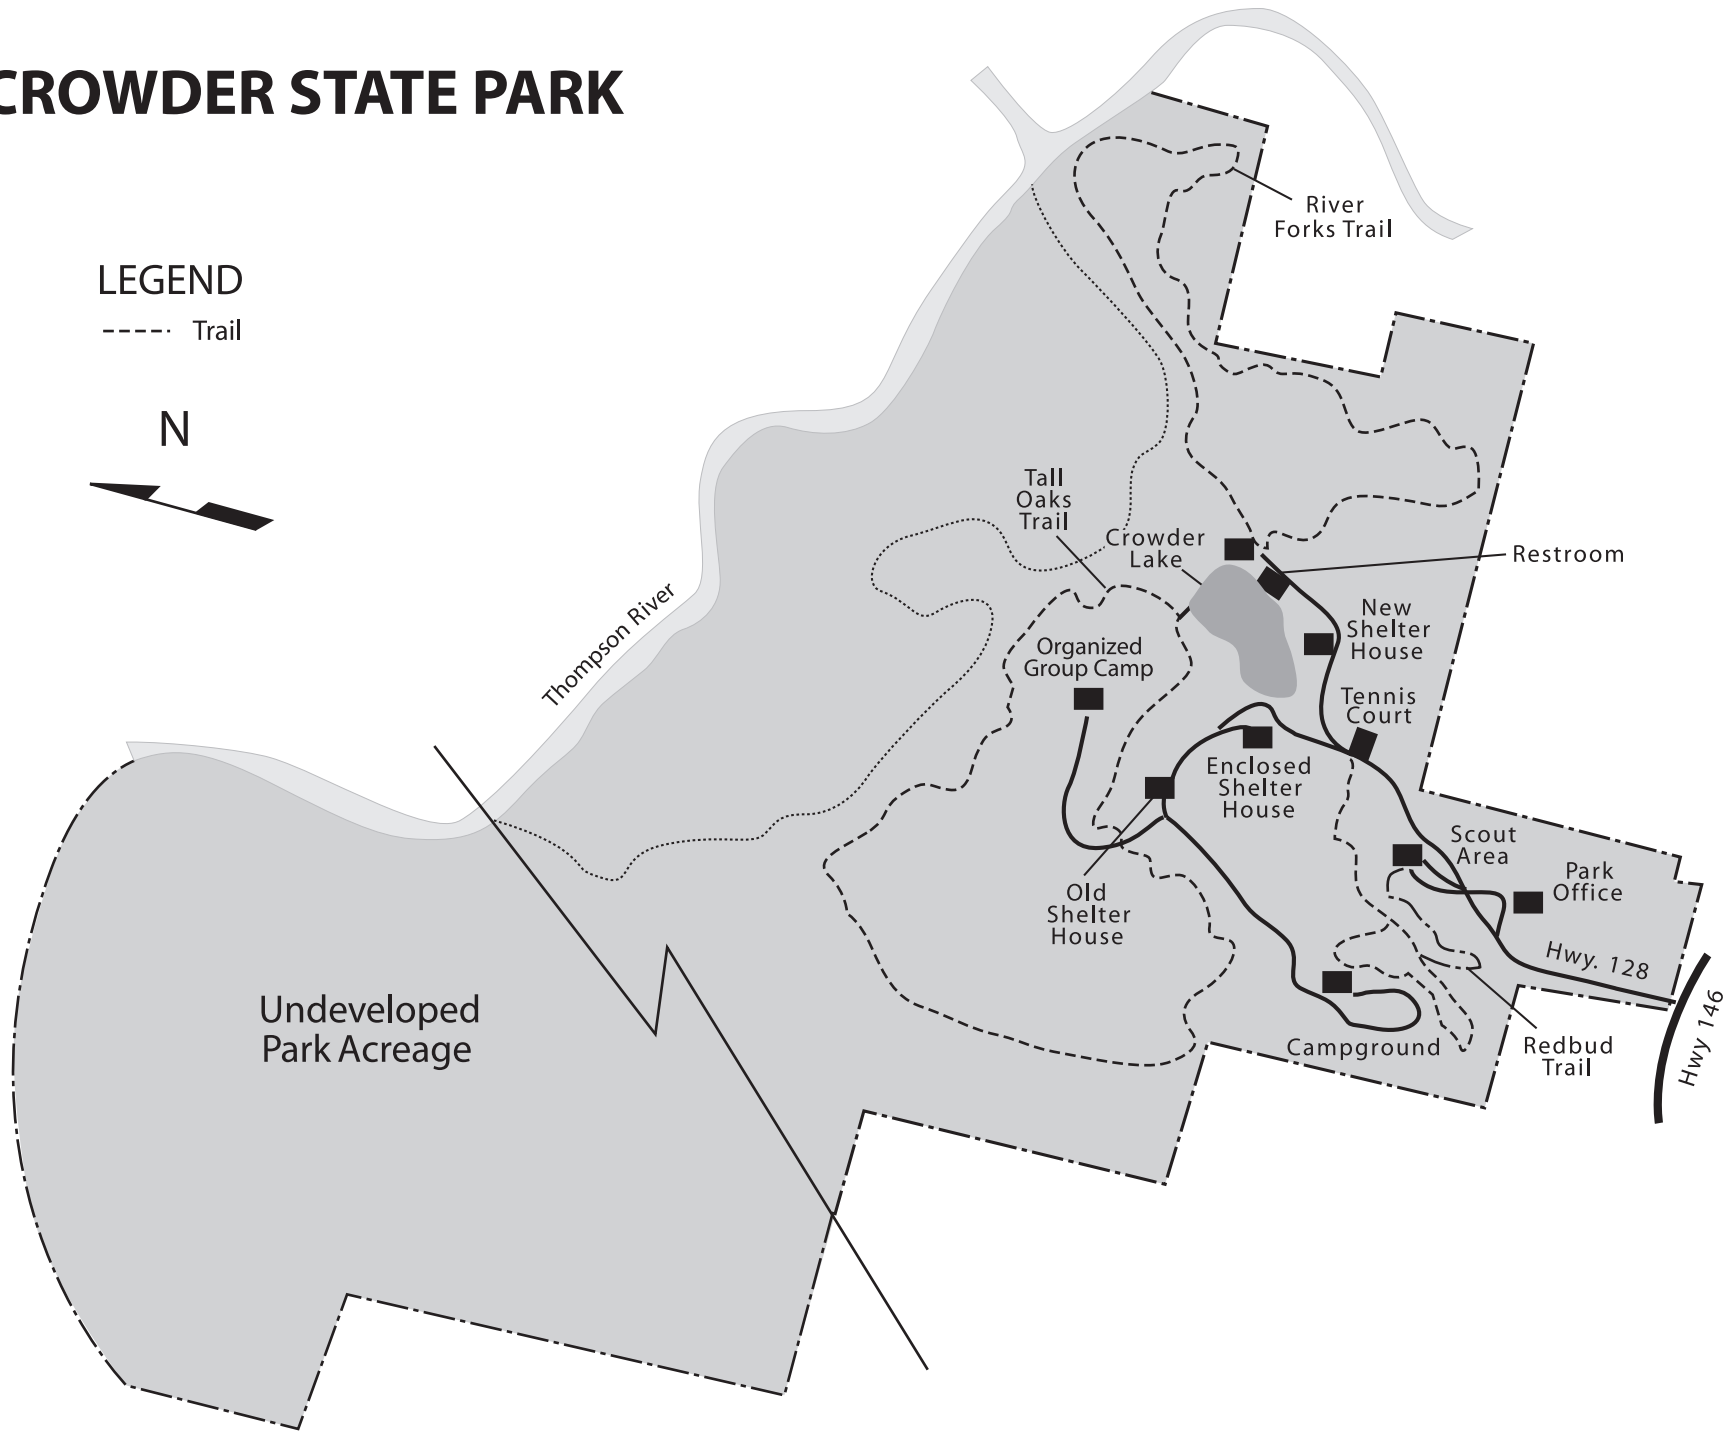 CROWDER STATE PARK
LEGEND
Trail
N
River
Forks Trail
Tall
Oaks
Trail
Crowder
Lake
Restroom
New
Shelter
House
Thompson River
Organized
Group Camp
Tennis
Court
Enclosed
Shelter
House
Scout
Area
Park
Office
Old
Shelter
House
Hwy. 128
Hwy 146
Undeveloped
Park Acreage
Campground
Redbud
Trail